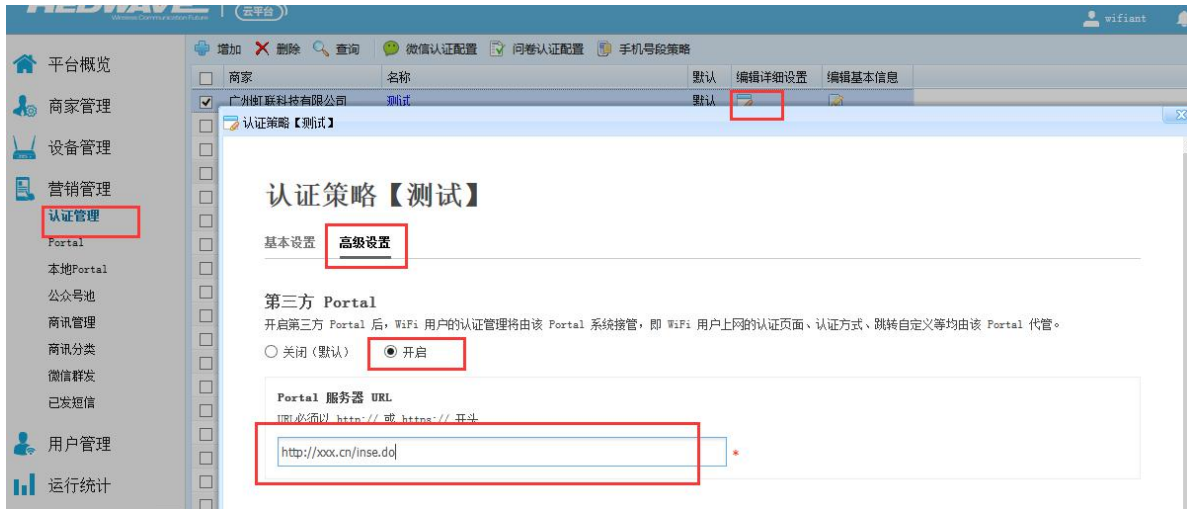 Wireless Communication Future
云平台
wifiant
平台概览
商家管理
设备管理
营销管理
认证管理
Portal
本地Portal
公众号池
商讯管理
商讯分类
微信群发
已发短信
用户管理
运行统计
增加 删除 查询 微信认证配置 问卷认证配置 手机号段策略
商家 名称 默认 编辑详细设置 编辑基本信息
广州虹联科技有限公司 测试 默认
认证策略【测试】
认证策略【测试】
基本设置 高级设置
第三方 Portal
开启第三方 Portal 后，WiFi 用户的认证管理将由该 Portal 系统接管，即 WiFi 用户上网的认证页面、认证方式、跳转自定义等均由该 Portal 代管。
关闭（默认） 开启
Portal 服务器 URL
URL必须以 http:// 或 https:// 开头
http://xxx.cn/inse.do
*